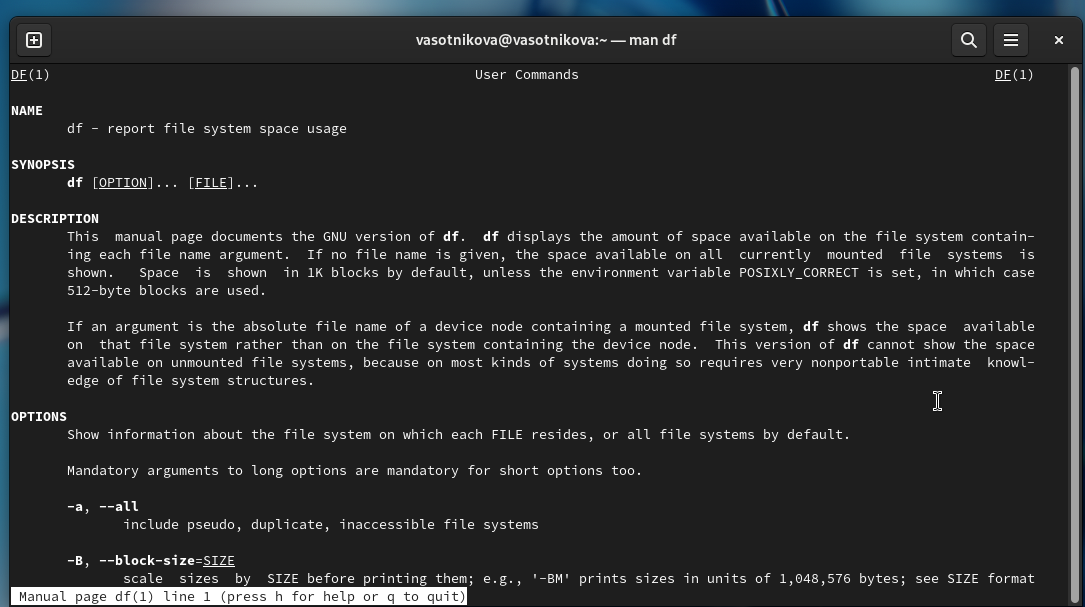 vasotnikova@vasotnikova:~ — man df
DF(1) User Commands DF(1)
NAME
df - report file system space usage
SYNOPSIS
df [OPTION]... [FILE]...
DESCRIPTION
This manual page documents the GNU version of df. df displays the amount of space available on the file system contain-
ing each file name argument. If no file name is given, the space available on all currently mounted file systems is
shown. Space is shown in 1K blocks by default, unless the environment variable POSIXLY_CORRECT is set, in which case
512-byte blocks are used.
If an argument is the absolute file name of a device node containing a mounted file system, df shows the space available
on that file system rather than on the file system containing the device node. This version of df cannot show the space
available on unmounted file systems, because on most kinds of systems doing so requires very nonportable intimate knowl-
edge of file system structures.
OPTIONS
Show information about the file system on which each FILE resides, or all file systems by default.
Mandatory arguments to long options are mandatory for short options too.
-a, --all
include pseudo, duplicate, inaccessible file systems
-B, --block-size=SIZE
scale sizes by SIZE before printing them; e.g., '-BM' prints sizes in units of 1,048,576 bytes; see SIZE format
Manual page df(1) line 1 (press h for help or q to quit)